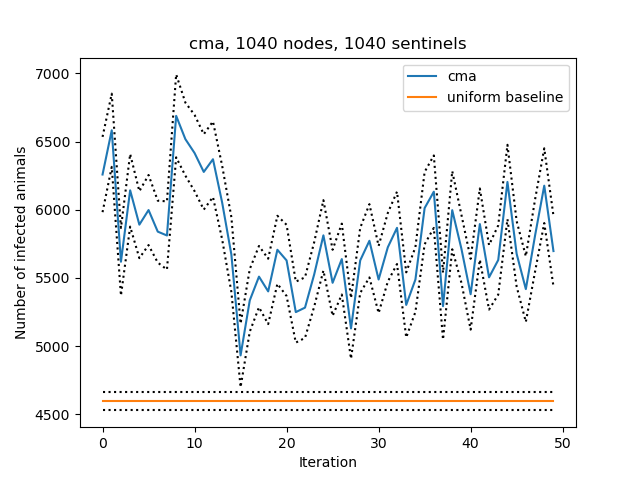 cma, 1040 nodes, 1040 sentinels
cma
uniform baseline
Number of infected animals
7000
6500
6000
5500
5000
4500
0 10 20 30 40 50
Iteration